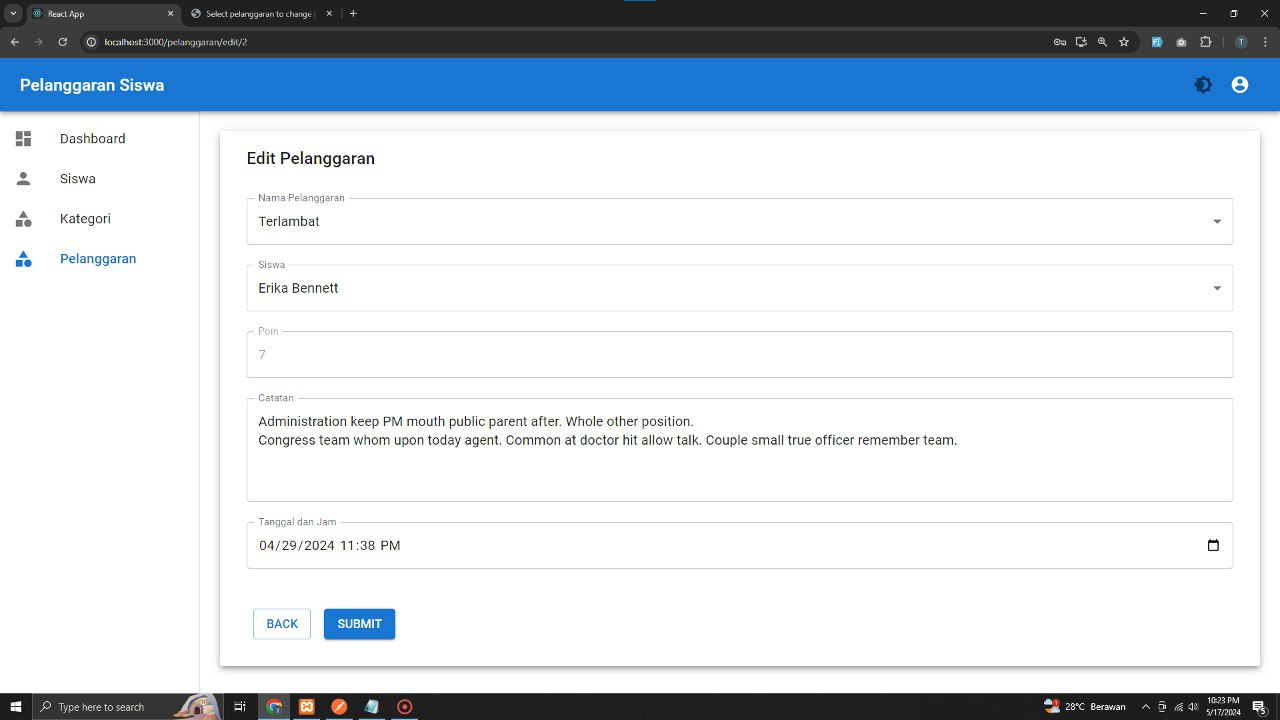 React App
Select pelanggaran to change |
localhost:3000/pelanggaran/edit/2
T
Pelanggaran Siswa
Dashboard
Siswa
Kategori
Pelanggaran
Edit Pelanggaran
Nama Pelanggaran
Terlambat
Siswa
Erika Bennett
Poin
7
Catatan
Administration keep PM mouth public parent after. Whole other position.
Congress team whom upon today agent. Common at doctor hit allow talk. Couple small true officer remember team.
Tanggal dan Jam
04/29/2024 11:38 PM
BACK
SUBMIT
Type here to search
28°C Berawan
10:23 PM
5/17/2024